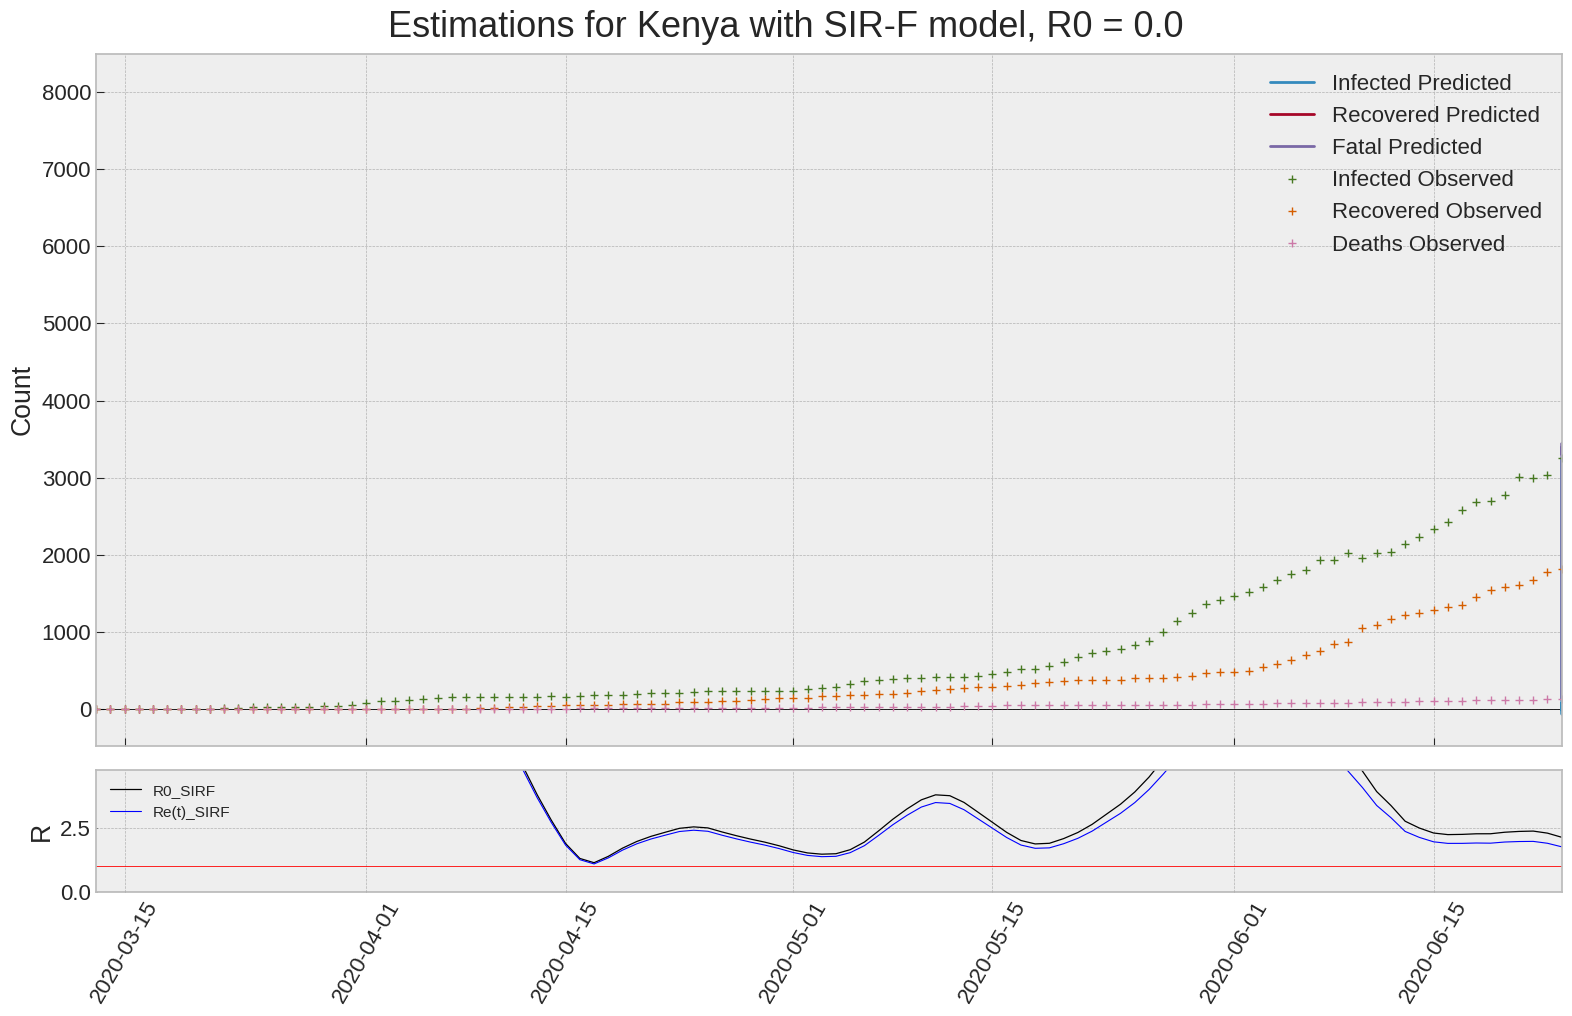 Estimations for Kenya with SIR-F model, R0 = 0.0
8000
7000
6000
5000
4000
3000
2000
1000
0
Count
Infected Predicted
Recovered Predicted
Fatal Predicted
Infected Observed
Recovered Observed
Deaths Observed
R0_SIRF
Re(t)_SIRF
2.5
0.0
R
2020-03-15
2020-04-01
2020-04-15
2020-05-01
2020-05-15
2020-06-01
2020-06-15